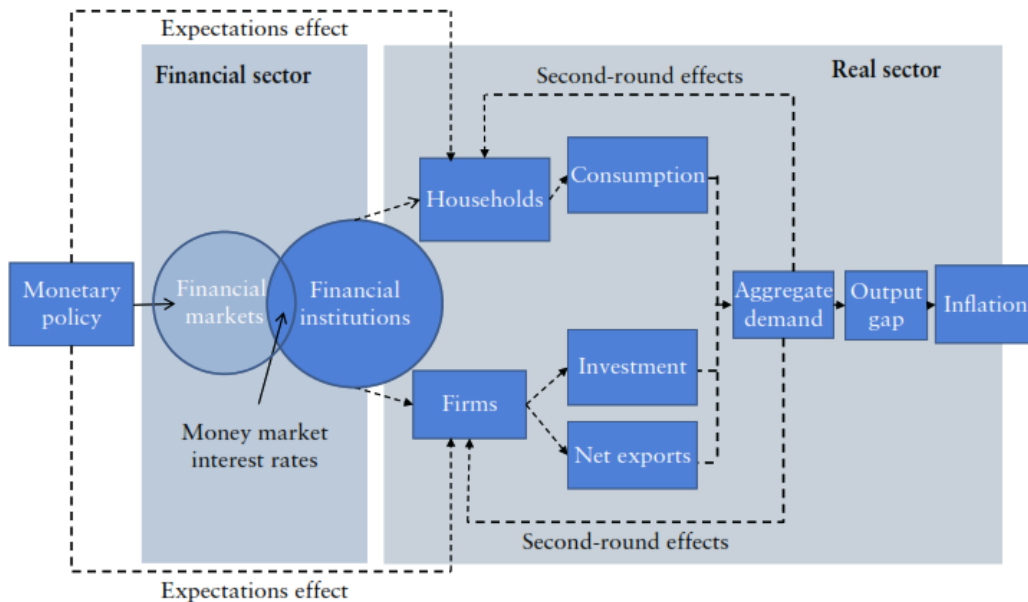 Expectations effect
Financial sector
Real sector
Second-round effects
Households
Consumption
Monetary
policy
Financial
markets
Financial
institutions
Aggregate
demand
Output
gap
Inflation
Investment
Firms
Net exports
Money market
interest rates
Second-round effects
Expectations effect